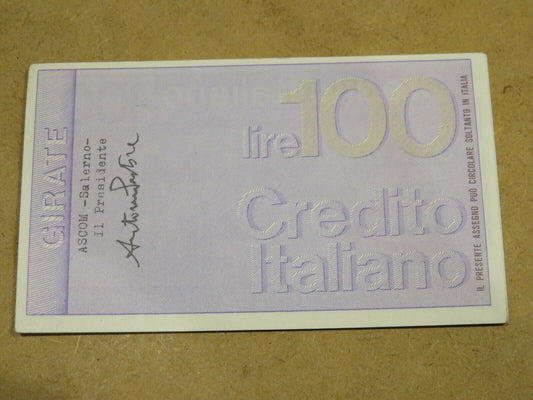 GIRATE
ASCOM -Salerno-
Il Presidente
lire 100
Credito
Italiano
IL PRESENTE ASSEGNO PUÒ CIRCOLARE SOLTANTO IN ITALIA